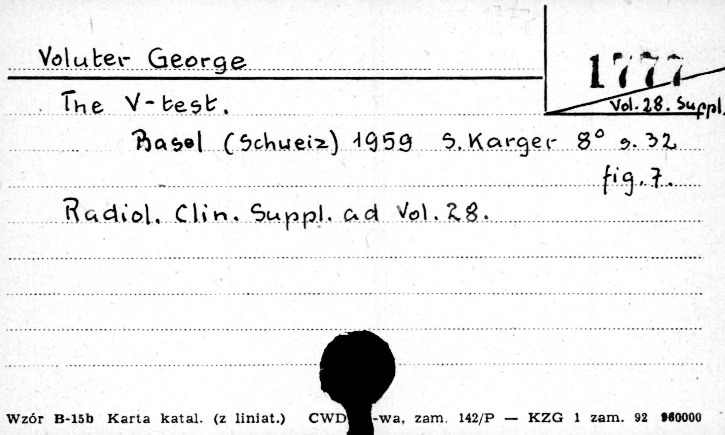 Voluter George
1777
Vol. 28. Suppl.
The V-test.
Basel (Schweiz) 1959 S. Karger 8° s. 32
fig. 7.
Radiol. Clin. Suppl. ad Vol. 28.
Wzór B-15b Karta katal. (z liniat.) CWD -wa, zam. 142/P — KZG 1 zam. 92 960000